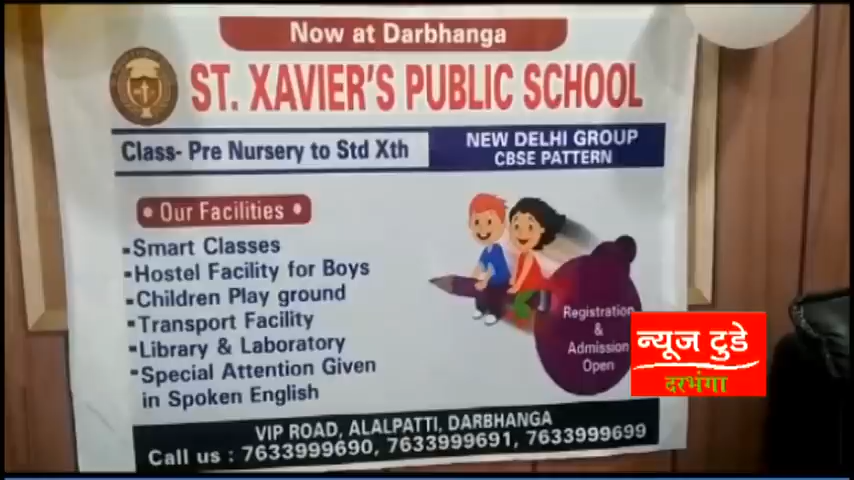 Now at Darbhanga
ST. XAVIER'S PUBLIC SCHOOL
Class- Pre Nursery to Std Xth
NEW DELHI GROUP
CBSE PATTERN
• Our Facilities •
Smart Classes
Hostel Facility for Boys
Children Play ground
Transport Facility
Library & Laboratory
Special Attention Given
in Spoken English
Registration
&
Admission
Open
न्यूज टुडे
दरभंगा
VIP ROAD, ALALPATTI, DARBHANGA
Call us : 7633999690, 7633999691, 7633999699